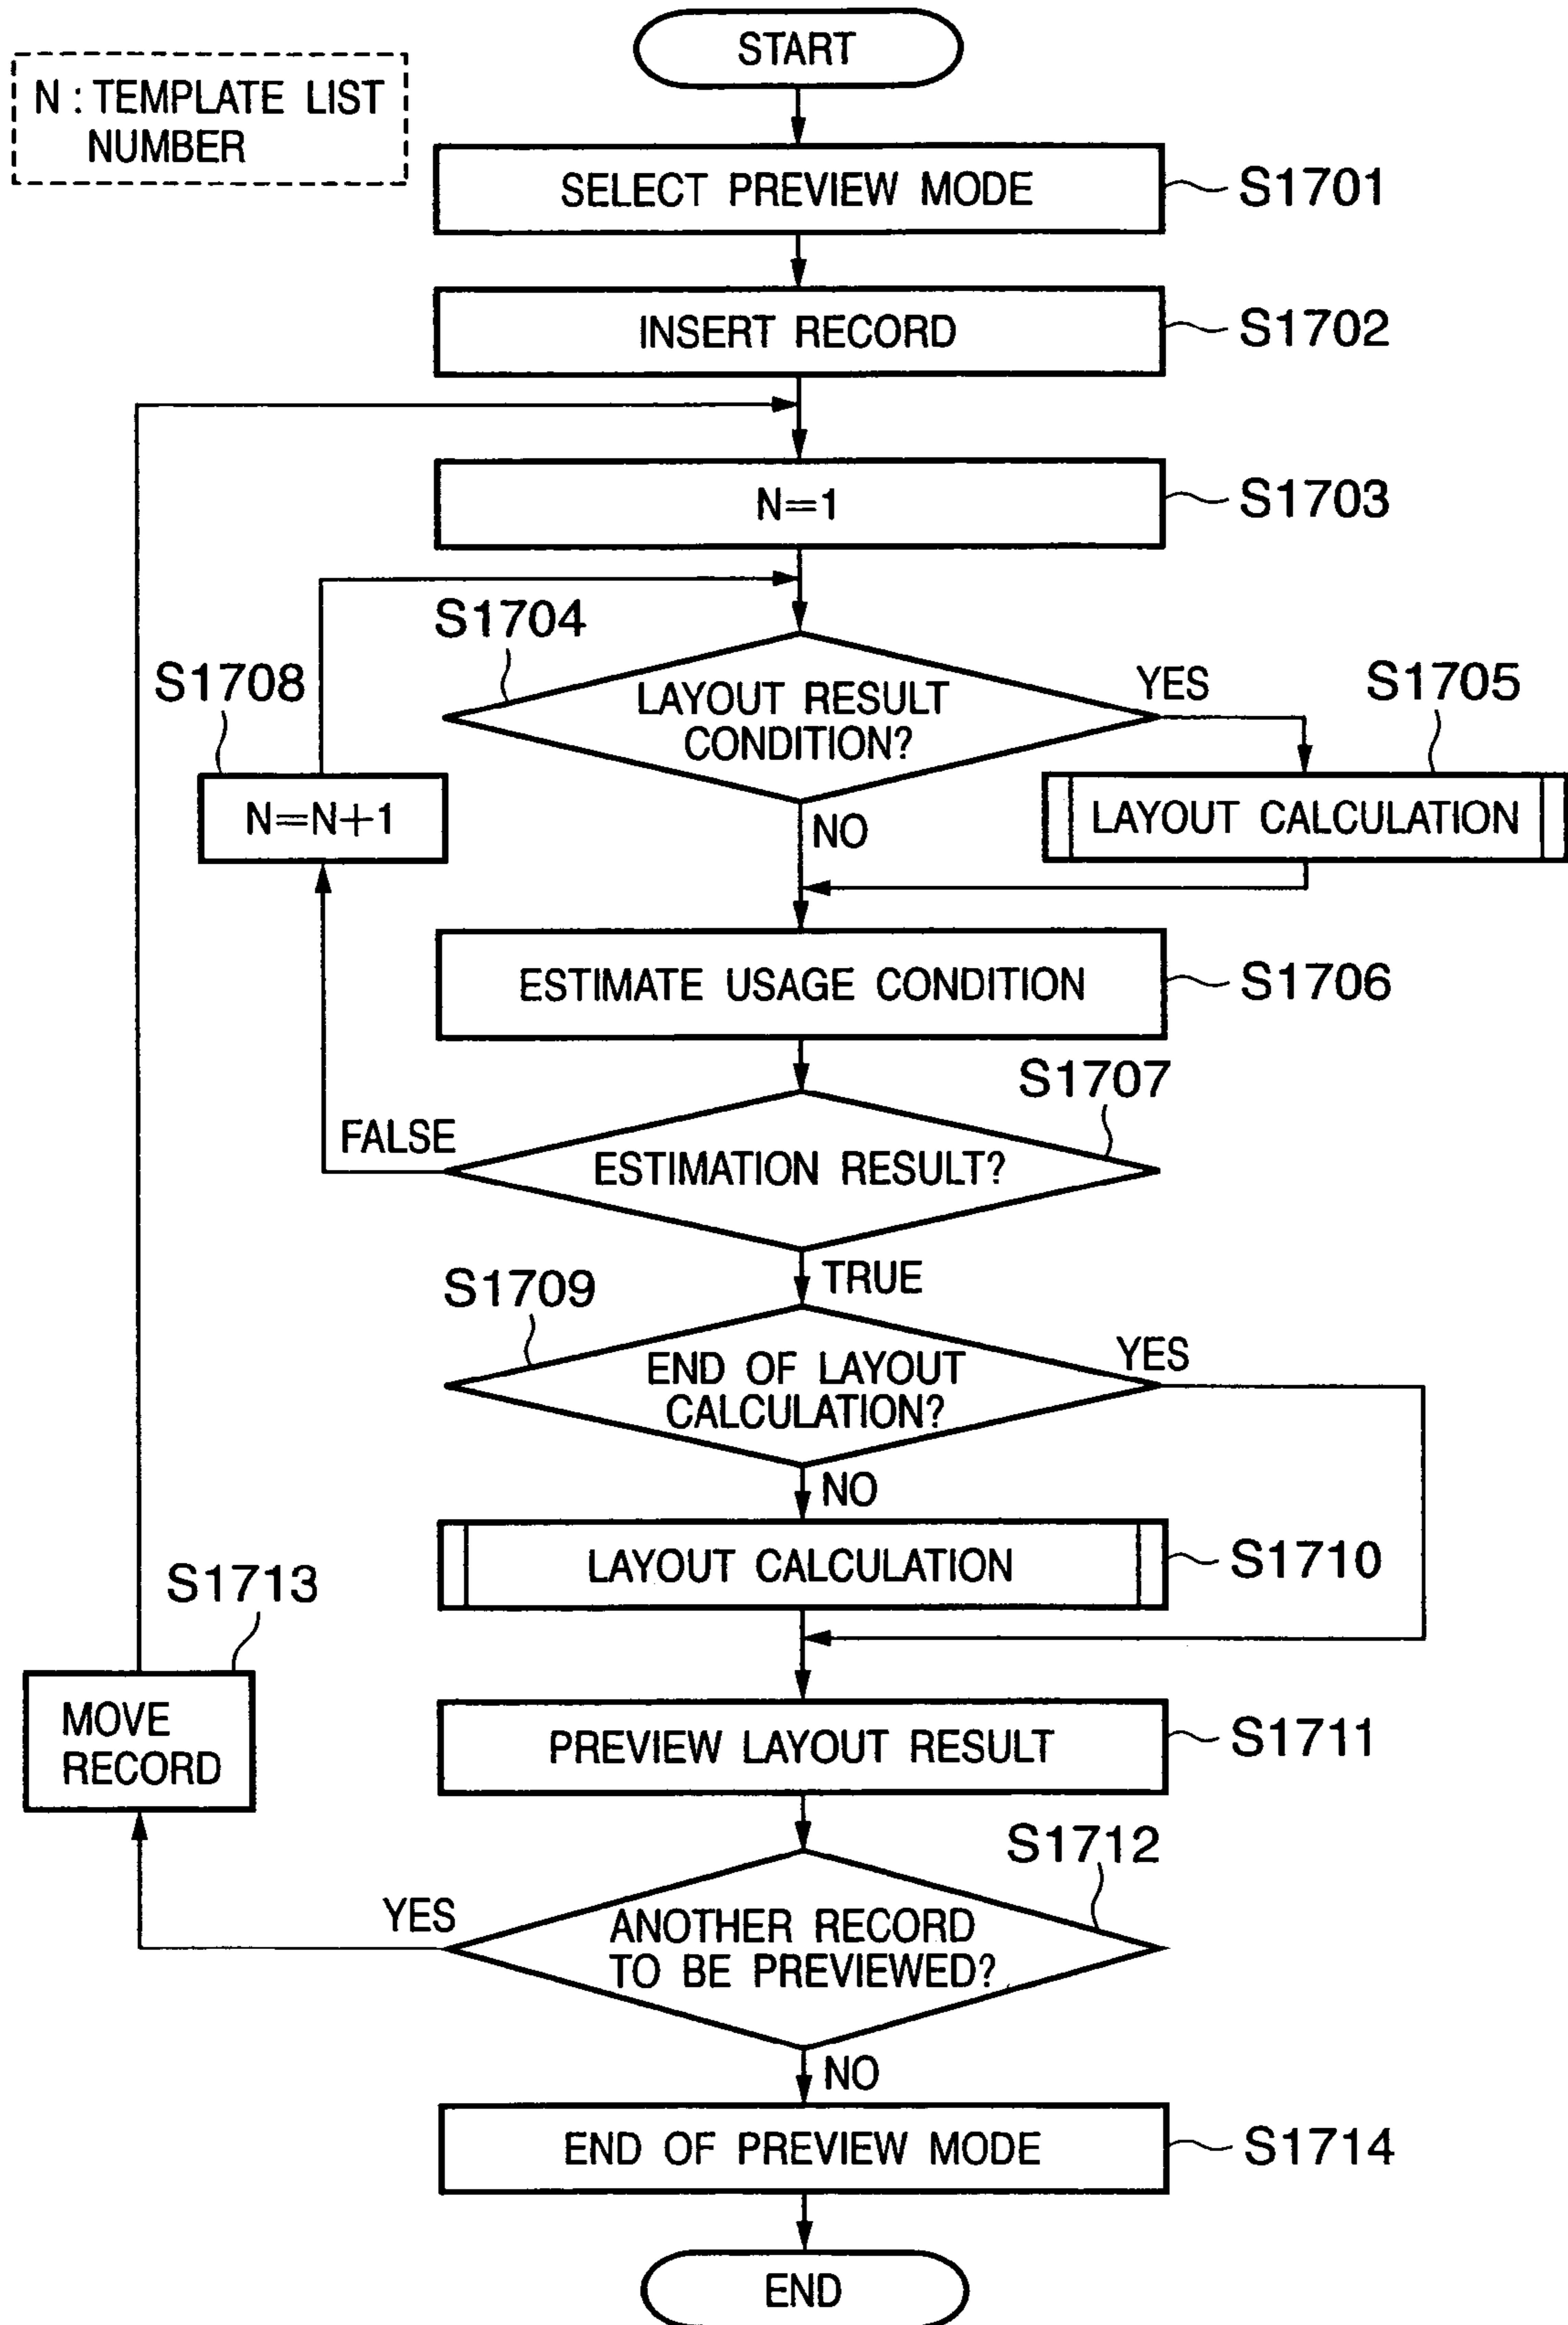 START
N : TEMPLATE LIST
NUMBER
SELECT PREVIEW MODE
S1701
INSERT RECORD
S1702
N=1
S1703
S1704
LAYOUT RESULT
CONDITION?
YES
S1705
S1708
N=N+1
NO
LAYOUT CALCULATION
ESTIMATE USAGE CONDITION
S1706
S1707
FALSE
ESTIMATION RESULT?
TRUE
S1709
END OF LAYOUT
CALCULATION?
YES
NO
LAYOUT CALCULATION
S1710
S1713
MOVE
RECORD
PREVIEW LAYOUT RESULT
S1711
S1712
YES
ANOTHER RECORD
TO BE PREVIEWED?
NO
END OF PREVIEW MODE
S1714
END